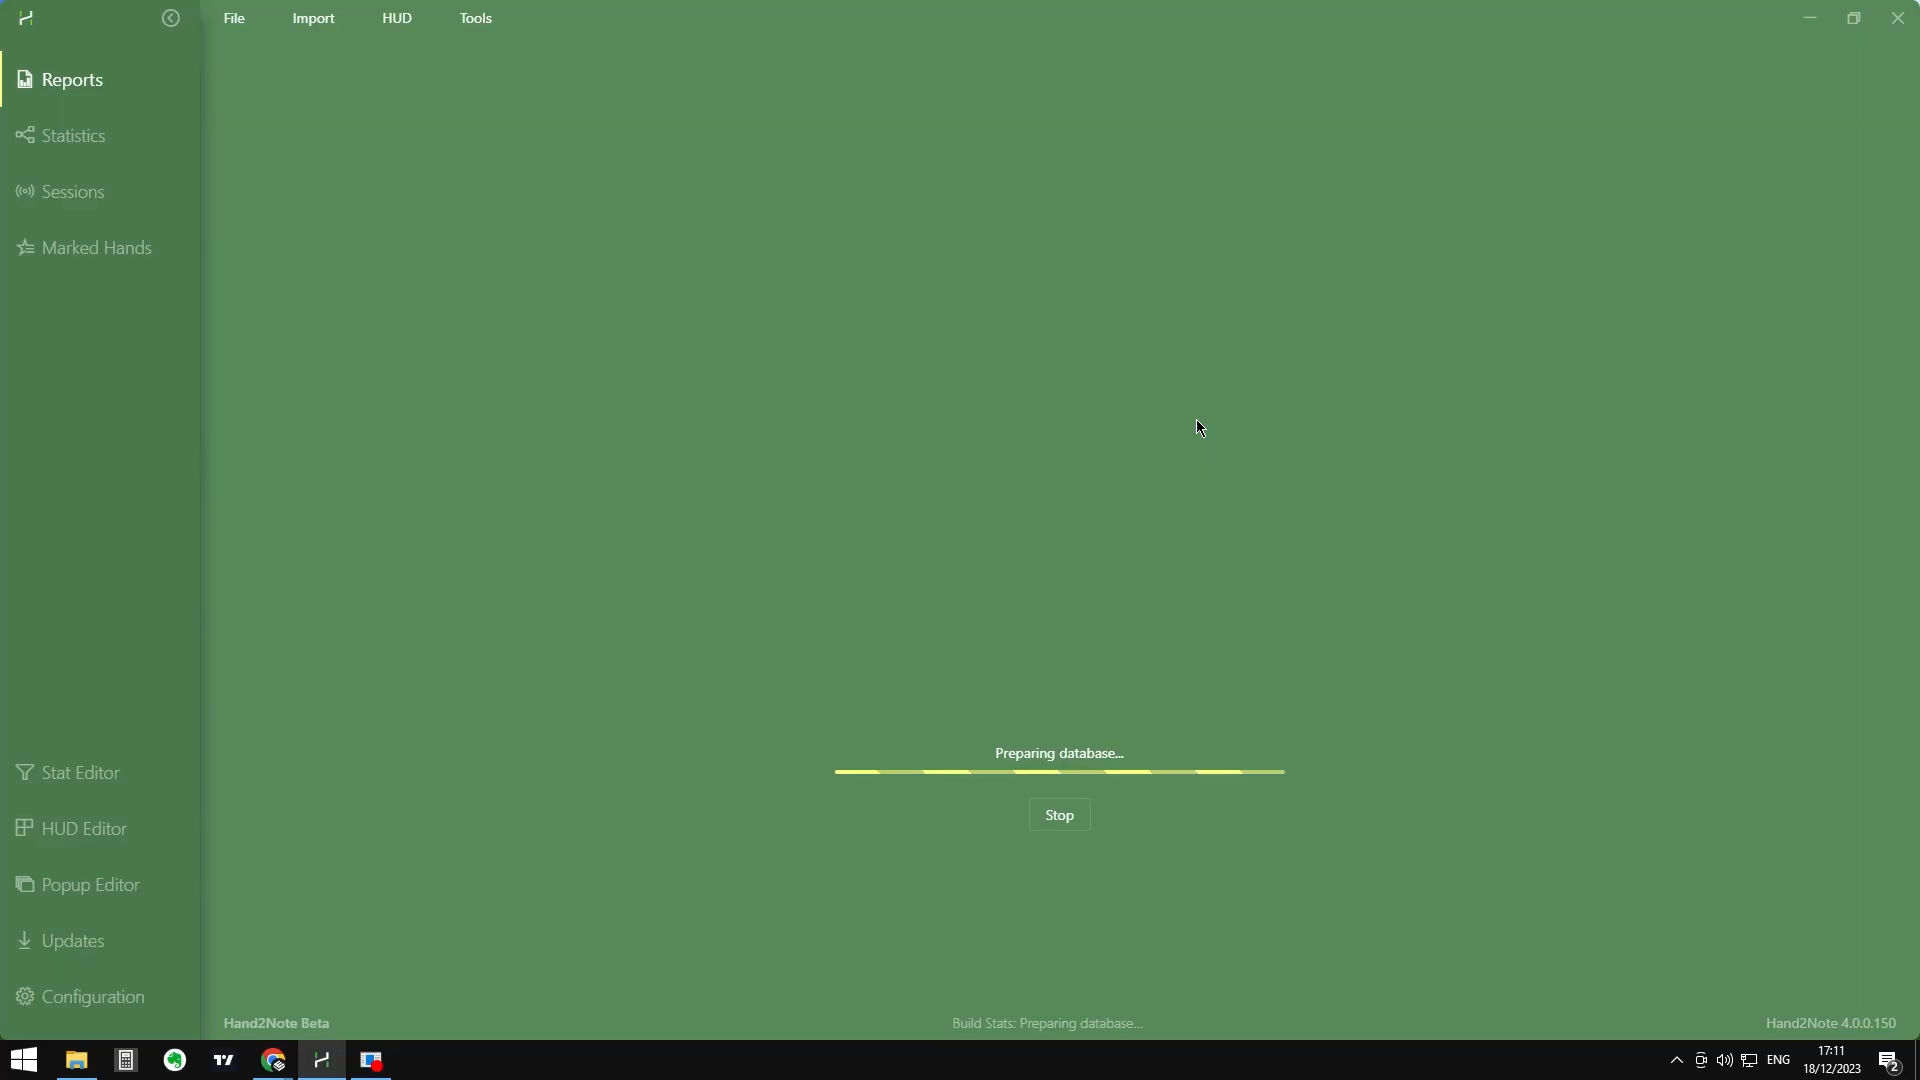 File Import HUD Tools
Reports
Statistics
Sessions
Marked Hands
Preparing database...
Stop
Stat Editor
HUD Editor
Popup Editor
Updates
Configuration
Hand2Note Beta
Build Stats: Preparing database...
Hand2Note 4.0.0.150
ENG
17:11
18/12/2023
2